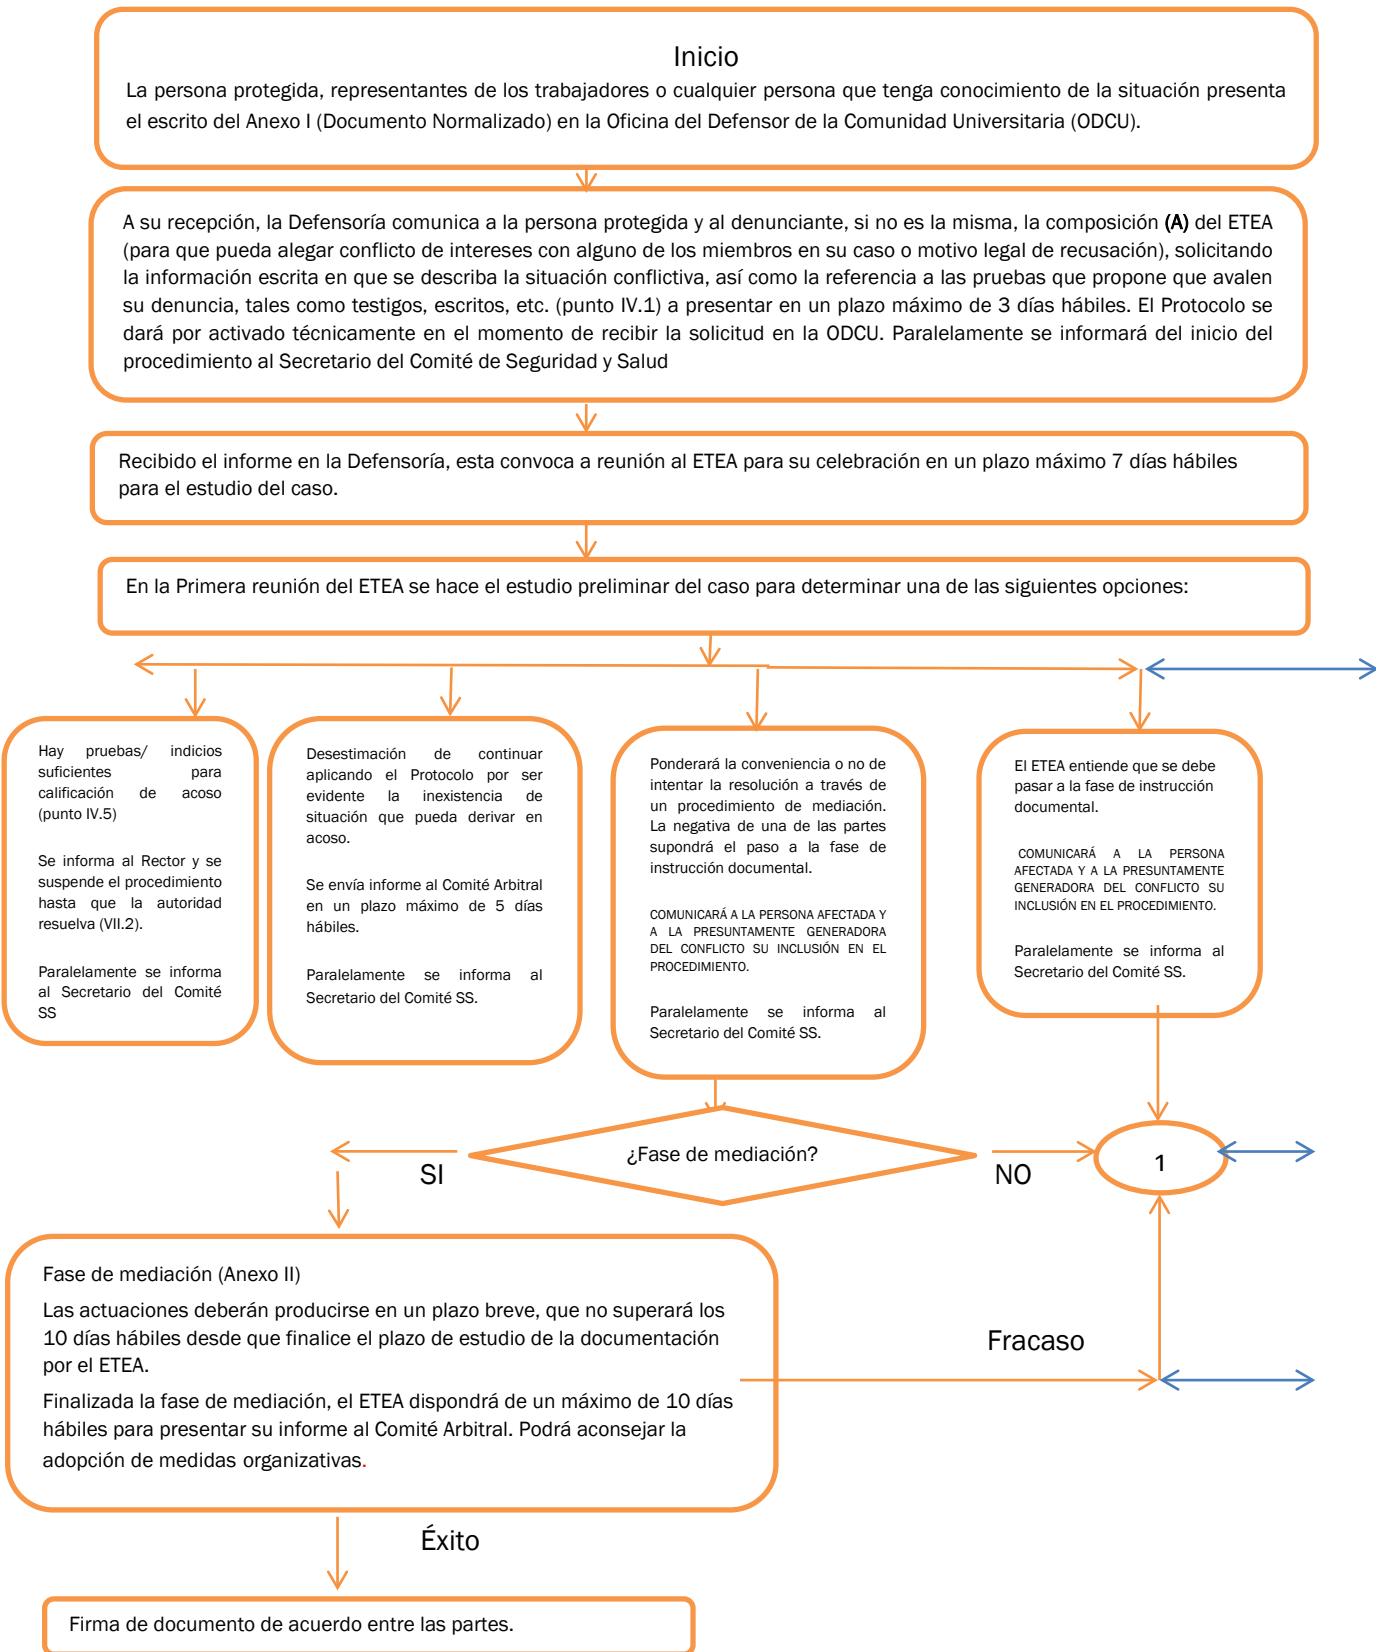 Inicio
La persona protegida, representantes de los trabajadores o cualquier persona que tenga conocimiento de la situación presenta
el escrito del Anexo I (Documento Normalizado) en la Oficina del Defensor de la Comunidad Universitaria (ODCU).
A su recepción, la Defensoría comunica a la persona protegida y al denunciante, si no es la misma, la composición (A) del ETEA
(para que pueda alegar conflicto de intereses con alguno de los miembros en su caso o motivo legal de recusación), solicitando
la información escrita en que se describa la situación conflictiva, así como la referencia a las pruebas que propone que avalen
su denuncia, tales como testigos, escritos, etc. (punto IV.1) a presentar en un plazo máximo de 3 días hábiles. El Protocolo se
dará por activado técnicamente en el momento de recibir la solicitud en la ODCU. Paralelamente se informará del inicio del
procedimiento al Secretario del Comité de Seguridad y Salud
Recibido el informe en la Defensoría, esta convoca a reunión al ETEA para su celebración en un plazo máximo 7 días hábiles
para el estudio del caso.
En la Primera reunión del ETEA se hace el estudio preliminar del caso para determinar una de las siguientes opciones:
Hay pruebas/ indicios
suficientes para
calificación de acoso
(punto IV.5)
Se informa al Rector y se
suspende el procedimiento
hasta que la autoridad
resuelva (VII.2).
Paralelamente se informa
al Secretario del Comité
SS
Desestimación de continuar
aplicando el Protocolo por ser
evidente la inexistencia de
situación que pueda derivar en
acoso.
Se envía informe al Comité Arbitral
en un plazo máximo de 5 días
hábiles.
Paralelamente se informa al
Secretario del Comité SS.
Ponderará la conveniencia o no de
intentar la resolución a través de
un procedimiento de mediación.
La negativa de una de las partes
supondrá el paso a la fase de
instrucción documental.
COMUNICARÁ A LA PERSONA AFECTADA Y
A LA PRESUNTAMENTE GENERADORA
DEL CONFLICTO SU INCLUSIÓN EN EL
PROCEDIMIENTO.
Paralelamente se informa al
Secretario del Comité SS.
El ETEA entiende que se debe
pasar a la fase de instrucción
documental.
COMUNICARÁ A LA PERSONA
AFECTADA Y A LA PRESUNTAMENTE
GENERADORA DEL CONFLICTO SU
INCLUSIÓN EN EL PROCEDIMIENTO.
Paralelamente se informa al
Secretario del Comité SS.
¿Fase de mediación?
SI
NO
1
Fase de mediación (Anexo II)
Las actuaciones deberán producirse en un plazo breve, que no superará los
10 días hábiles desde que finalice el plazo de estudio de la documentación
por el ETEA.
Finalizada la fase de mediación, el ETEA dispondrá de un máximo de 10 días
hábiles para presentar su informe al Comité Arbitral. Podrá aconsejar la
adopción de medidas organizativas.
Fracaso
Éxito
Firma de documento de acuerdo entre las partes.